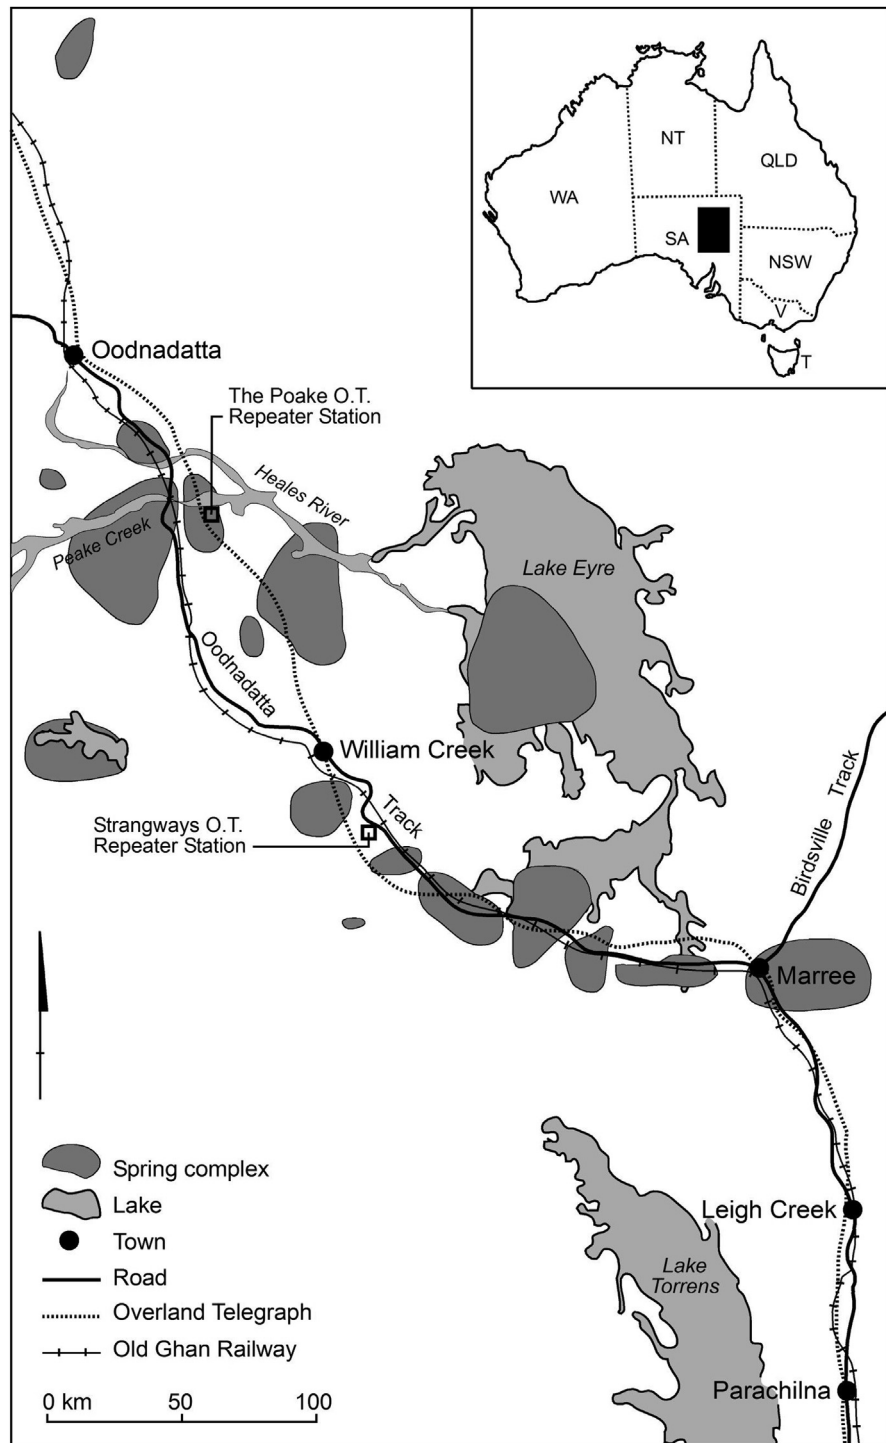 WA
NT
QLD
SA
NSW
V
T
Oodnadatta
The Poake O.T.
Repeater Station
Heales River
Peake Creek
Lake Eyre
Oodnadatta
Track
William Creek
Strangways O.T.
Repeater Station
Birdsville Track
Marree
Leigh Creek
Lake
Torrens
Parachilna
Spring complex
Lake
Town
Road
Overland Telegraph
Old Ghan Railway
0 km 50 100